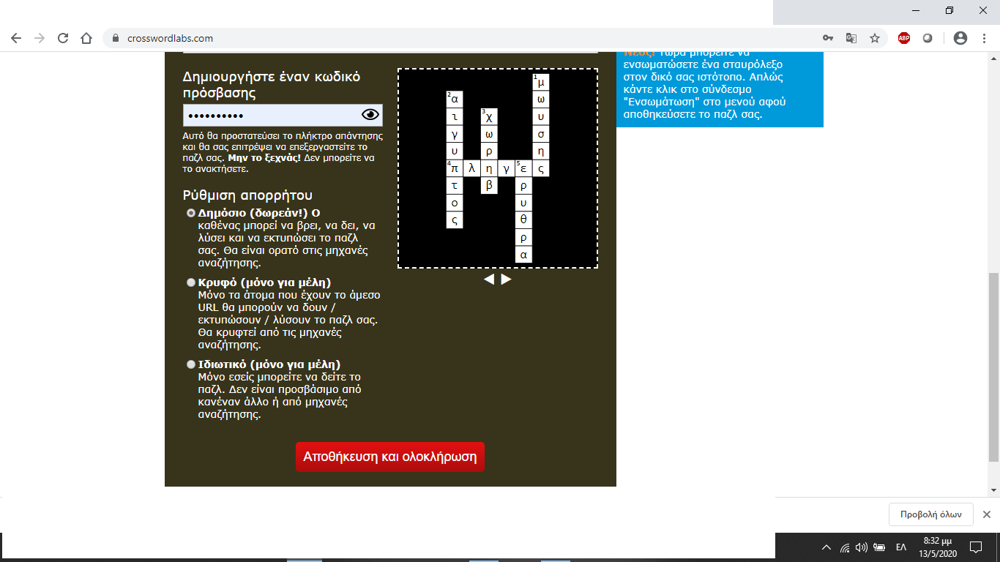 crosswordlabs.com
ABP
Δημιουργήστε έναν κωδικό
πρόσβασης
••••••••••
Αυτό θα προστατεύσει το πλήκτρο απάντησης
και θα σας επιτρέψει να επεξεργαστείτε το
παζλ σας. Μην το ξεχνάς! Δεν μπορείτε να
το ανακτήσετε.
Ρύθμιση απορρήτου
Δημόσιο (δωρεάν!) Ο
καθένας μπορεί να βρει, να δει, να
λύσει και να εκτυπώσει το παζλ
σας. Θα είναι ορατό στις μηχανές
αναζήτησης.
Κρυφό (μόνο για μέλη)
Μόνο τα άτομα που έχουν το άμεσο
URL θα μπορούν να δουν /
εκτυπώσουν / λύσουν το παζλ σας.
Θα κρυφτεί από τις μηχανές
αναζήτησης.
Ιδιωτικό (μόνο για μέλη)
Μόνο εσείς μπορείτε να δείτε το
παζλ. Δεν είναι προσβάσιμο από
κανέναν άλλο ή από μηχανές
αναζήτησης.
1 μ
2 α ω
ι 3 χ υ
γ ω σ
υ ρ η
4 π λ η γ 5 ε ς
τ β ρ
ο υ
ς θ
ρ
α
Αποθήκευση και ολοκλήρωση
Νέος! Τώρα μπορείτε να
ενσωματώσετε ένα σταυρόλεξο
στον δικό σας ιστότοπο. Απλώς
κάντε κλικ στο σύνδεσμο
"Ενσωμάτωση" στο μενού αφού
αποθηκεύσετε το παζλ σας.
Προβολή όλων
ΕΛ
8:32 μμ
13/5/2020